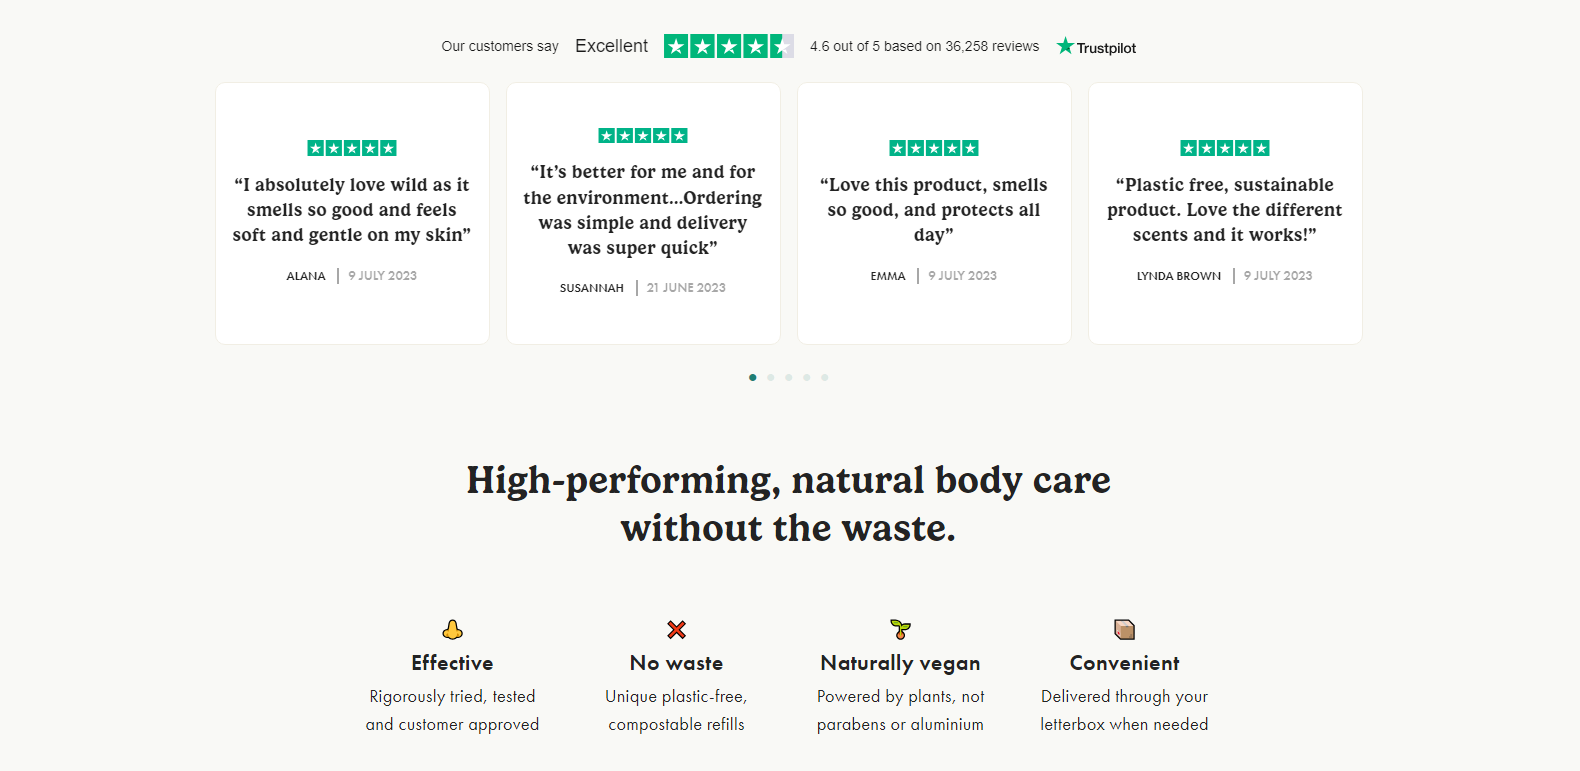 Our customers say Excellent 4.6 out of 5 based on 36,258 reviews Trustpilot
“I absolutely love wild as it
smells so good and feels
soft and gentle on my skin”
ALANA | 9 JULY 2023
“It’s better for me and for
the environment...Ordering
was simple and delivery
was super quick”
SUSANNAH | 21 JUNE 2023
“Love this product, smells
so good, and protects all
day”
EMMA | 9 JULY 2023
“Plastic free, sustainable
product. Love the different
scents and it works!”
LYNDA BROWN | 9 JULY 2023
High-performing, natural body care
without the waste.
Effective
Rigorously tried, tested
and customer approved
No waste
Unique plastic-free,
compostable refills
Naturally vegan
Powered by plants, not
parabens or aluminium
Convenient
Delivered through your
letterbox when needed